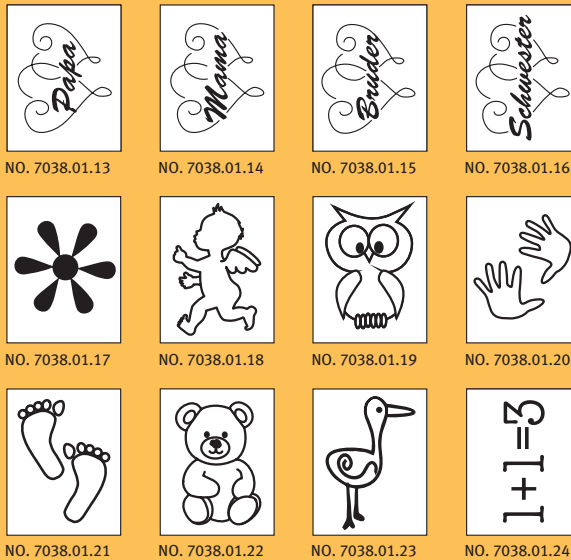 Papa
Mama
Bruder
Schwester
NO. 7038.01.13
NO. 7038.01.14
NO. 7038.01.15
NO. 7038.01.16
NO. 7038.01.17
NO. 7038.01.18
NO. 7038.01.19
NO. 7038.01.20
1+1=3
NO. 7038.01.21
NO. 7038.01.22
NO. 7038.01.23
NO. 7038.01.24